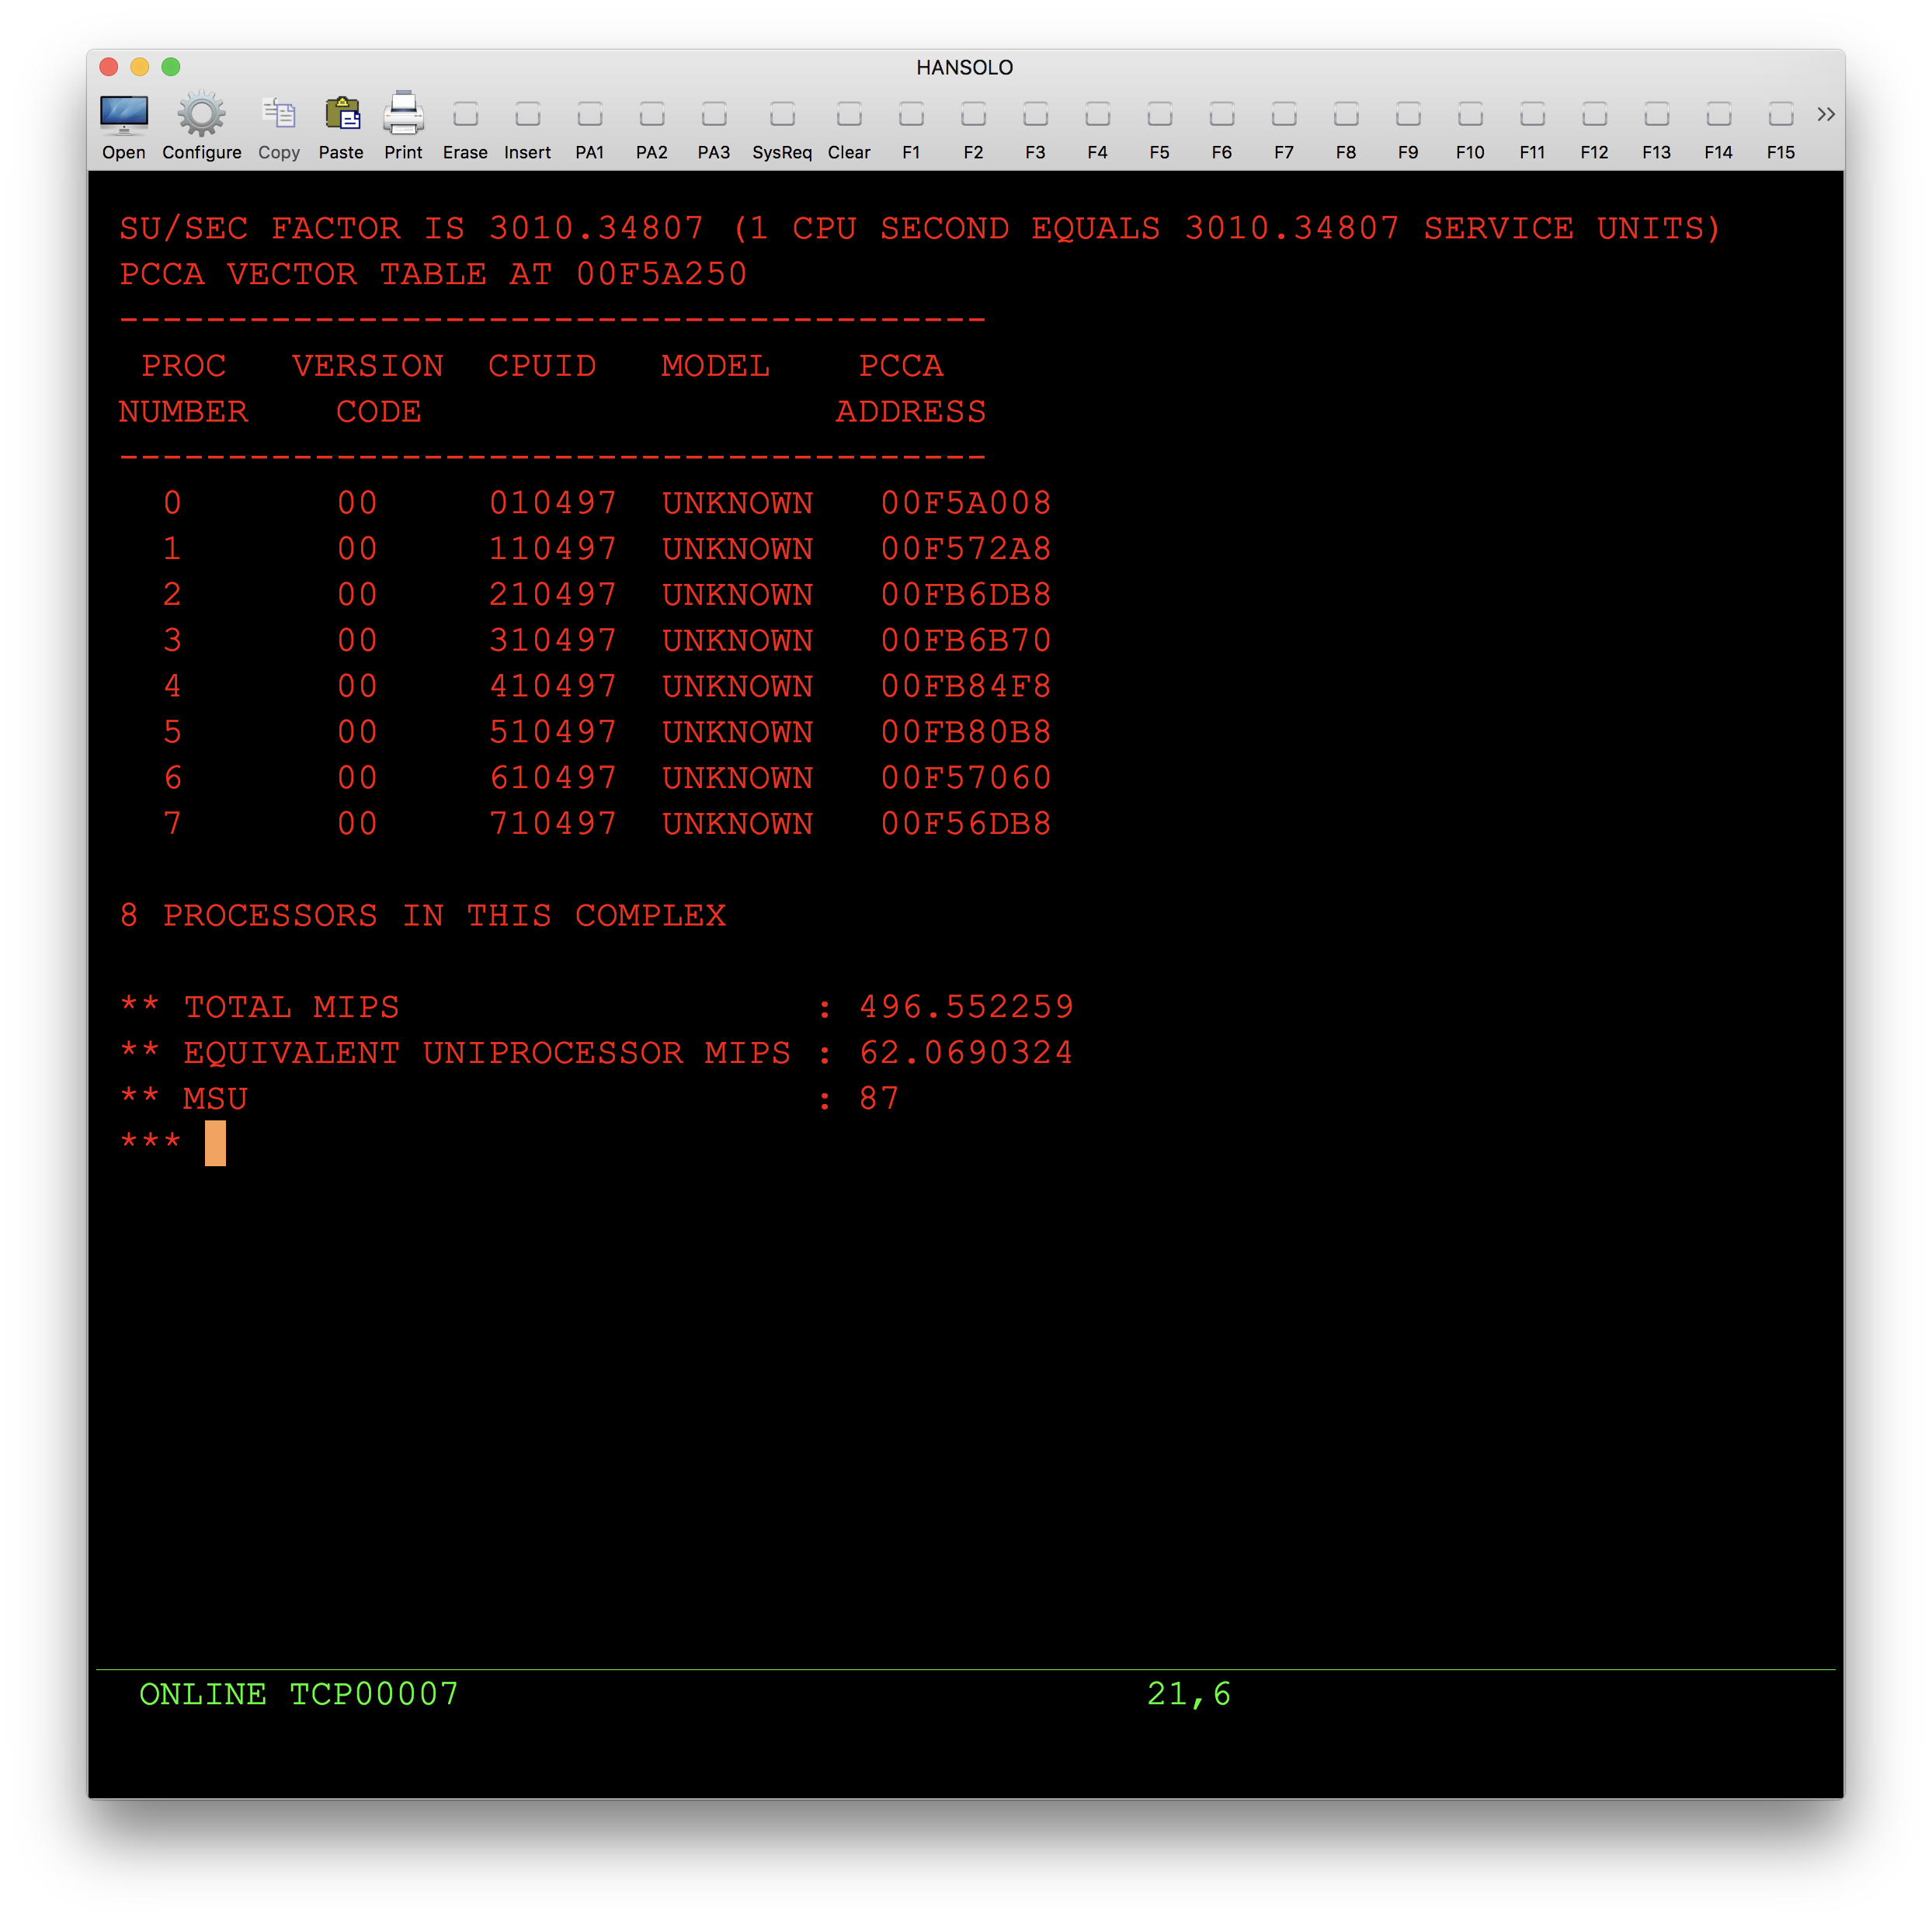 HANSOLO
Open Configure Copy Paste Print Erase Insert PA1 PA2 PA3 SysReq Clear F1 F2 F3 F4 F5 F6 F7 F8 F9 F10 F11 F12 F13 F14 F15
SU/SEC FACTOR IS 3010.34807 (1 CPU SECOND EQUALS 3010.34807 SERVICE UNITS)
PCCA VECTOR TABLE AT 00F5A250
----------------------------------------
PROC VERSION CPUID MODEL PCCA
NUMBER CODE ADDRESS
----------------------------------------
0 00 010497 UNKNOWN 00F5A008
1 00 110497 UNKNOWN 00F572A8
2 00 210497 UNKNOWN 00FB6DB8
3 00 310497 UNKNOWN 00FB6B70
4 00 410497 UNKNOWN 00FB84F8
5 00 510497 UNKNOWN 00FB80B8
6 00 610497 UNKNOWN 00F57060
7 00 710497 UNKNOWN 00F56DB8
8 PROCESSORS IN THIS COMPLEX
** TOTAL MIPS : 496.552259
** EQUIVALENT UNIPROCESSOR MIPS : 62.0690324
** MSU : 87
***
ONLINE TCP00007 21,6